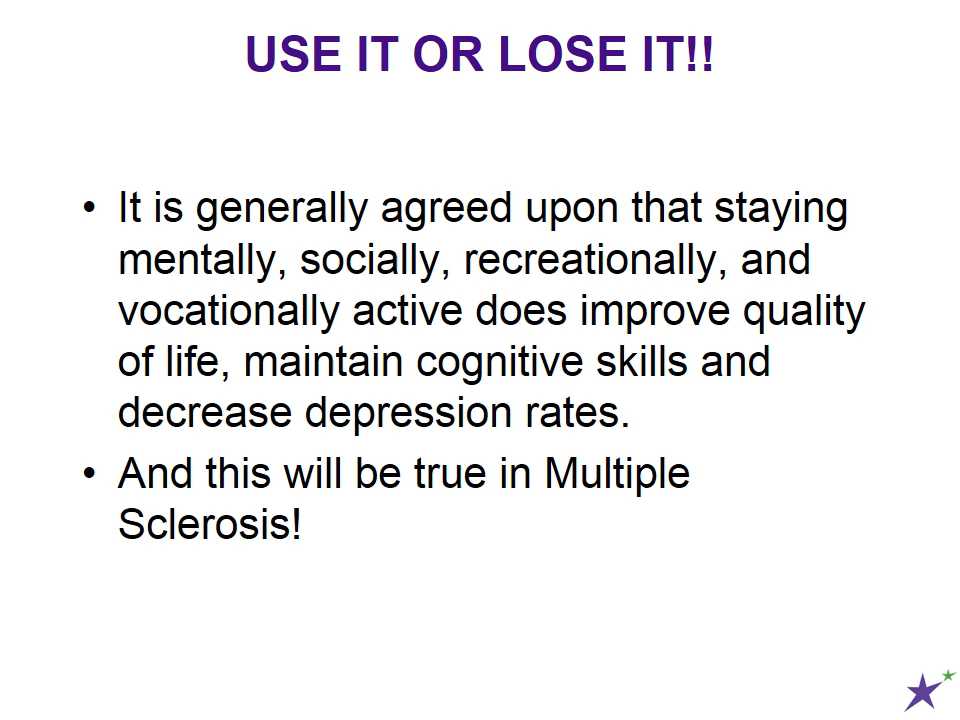 USE IT OR LOSE IT!!
• It is generally agreed upon that staying
mentally, socially, recreationally, and
vocationally active does improve quality
of life, maintain cognitive skills and
decrease depression rates.
• And this will be true in Multiple
Sclerosis!